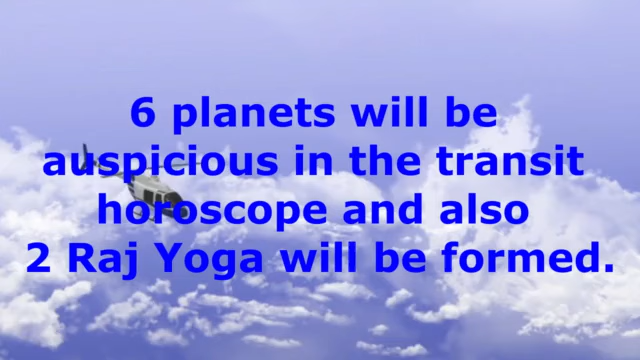 6 planets will be
auspicious in the transit
horoscope and also
2 Raj Yoga will be formed.